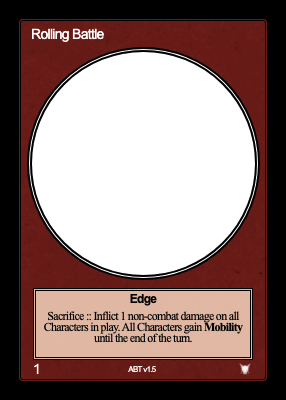 Rolling Battle
Edge
Sacrifice :: Inflict 1 non-combat damage on all
Characters in play. All Characters gain Mobility
until the end of the turn.
1
ABT v1.5